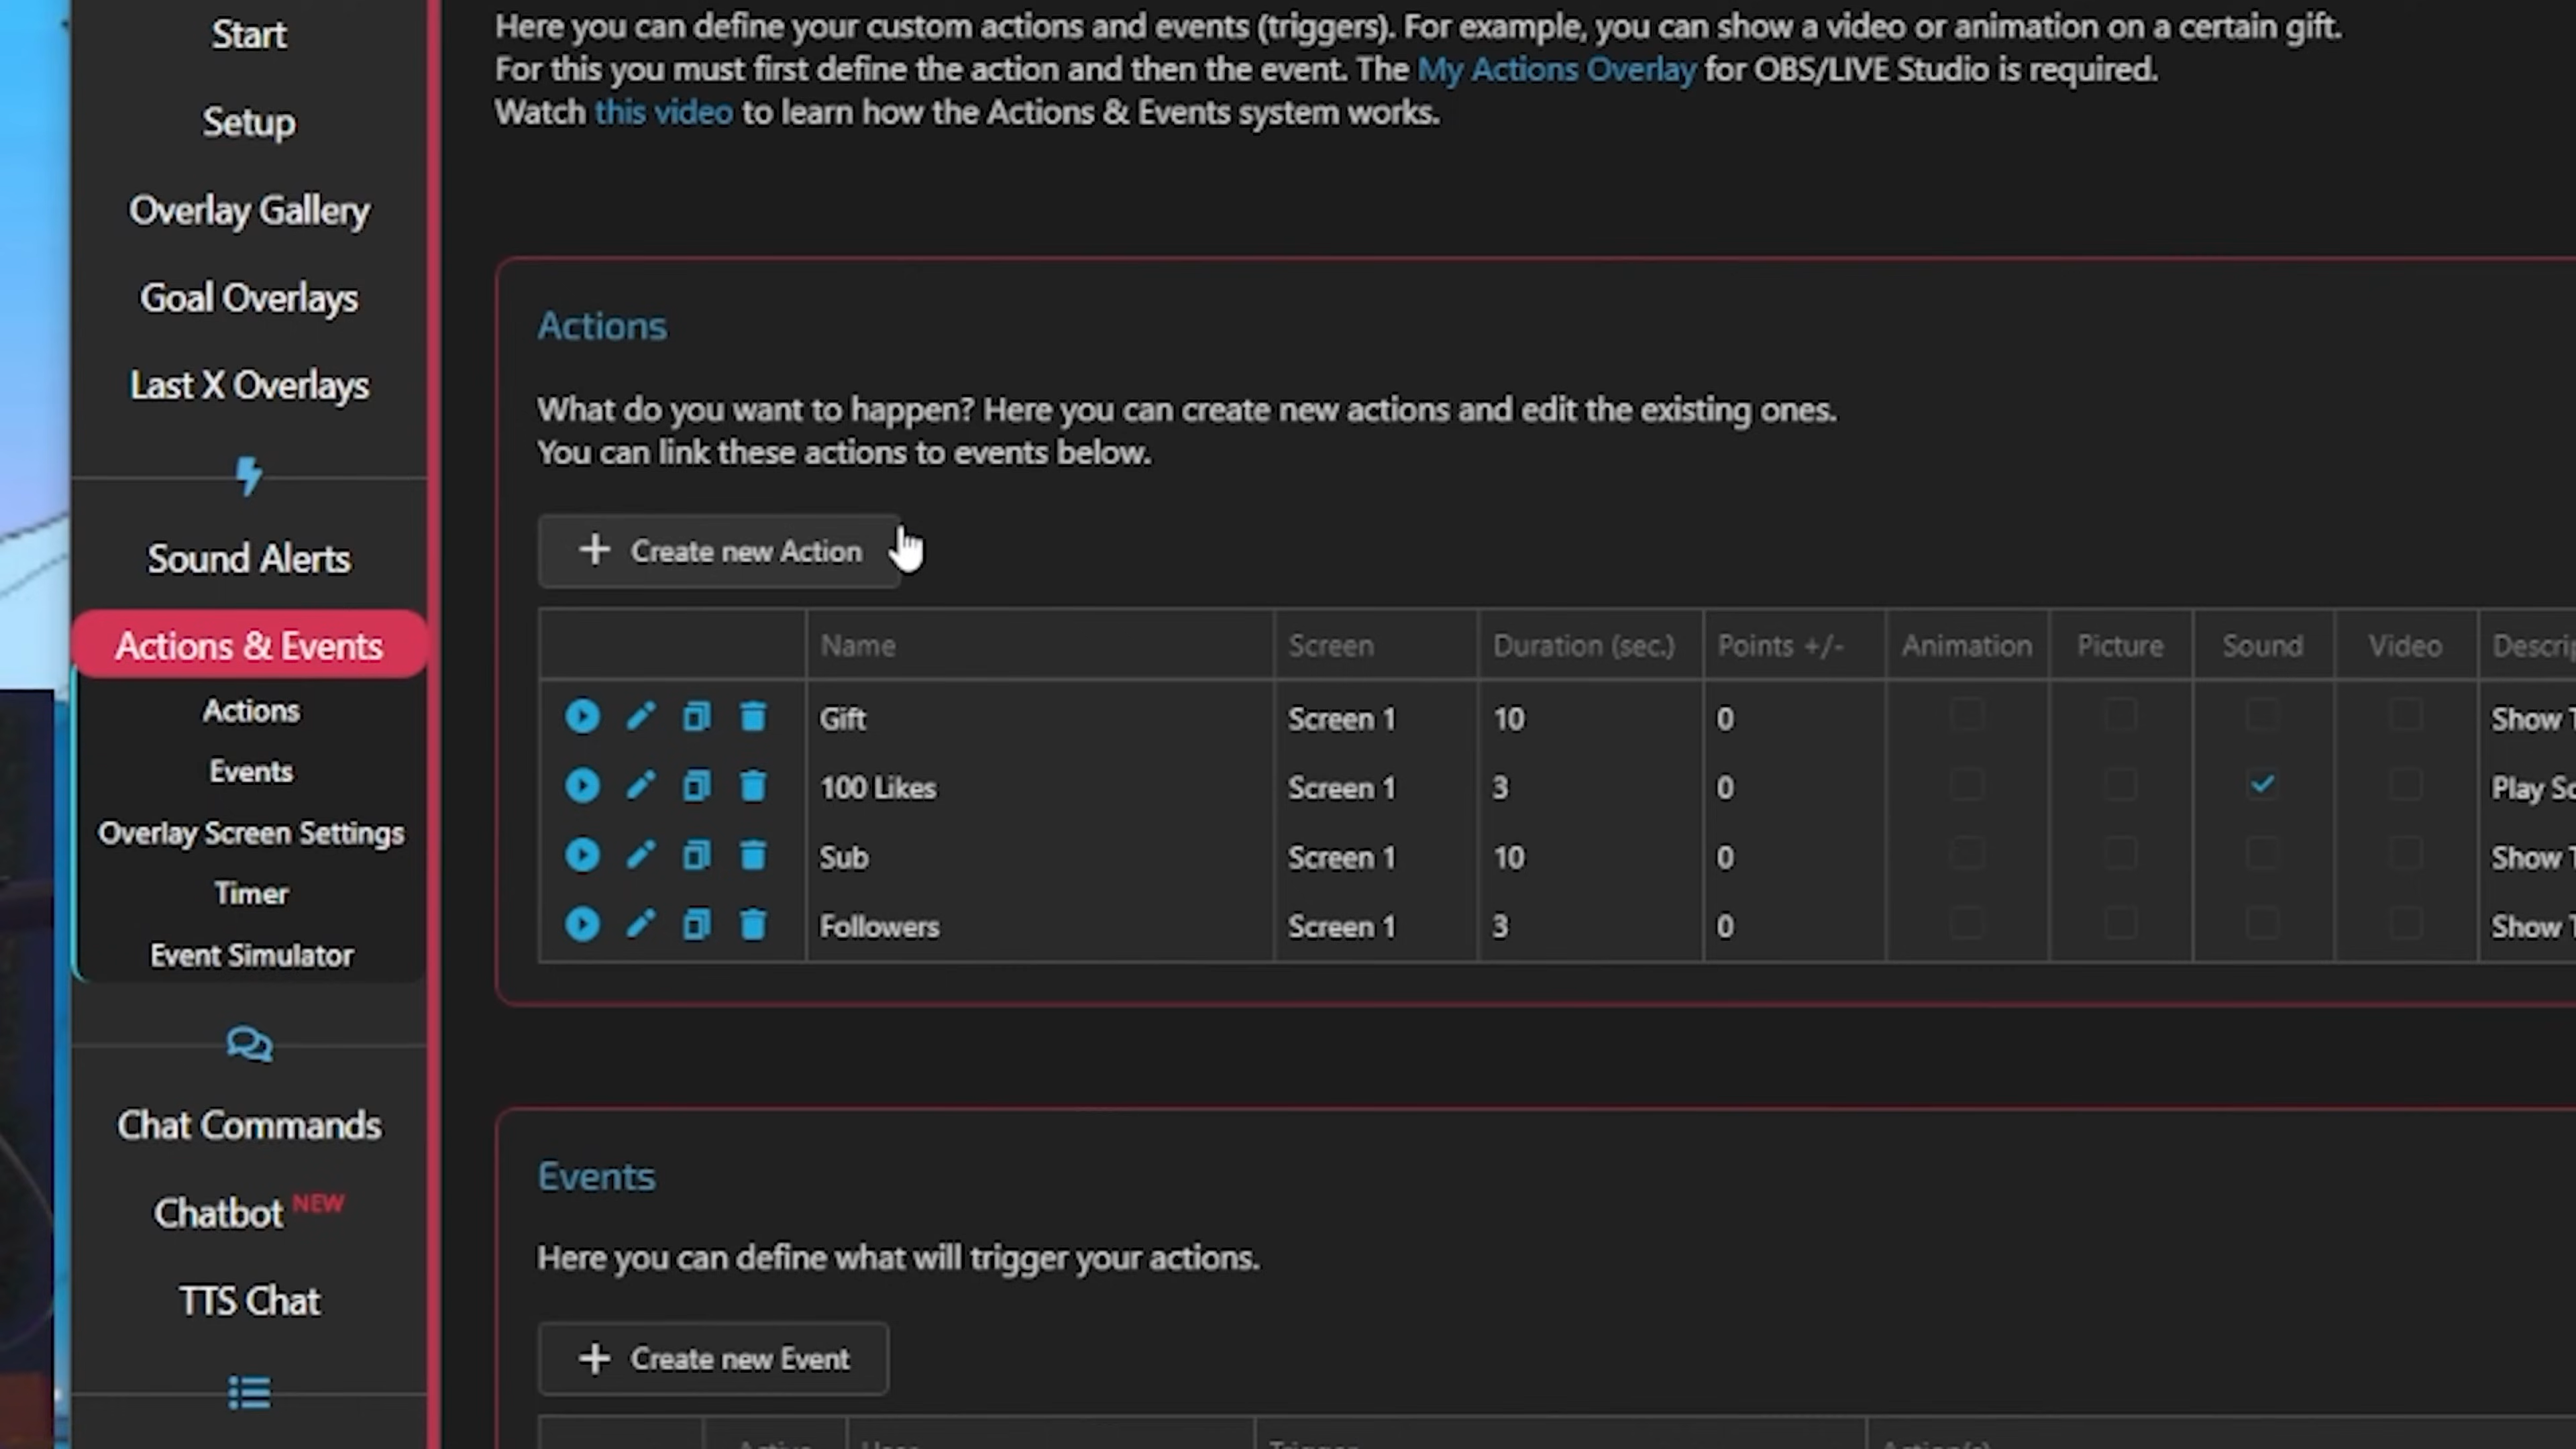 Start
Setup
Overlay Gallery
Goal Overlays
Last X Overlays
Sound Alerts
Actions & Events
Actions
Events
Overlay Screen Settings
Timer
Event Simulator
Chat Commands
Chatbot NEW
TTS Chat
Here you can define your custom actions and events (triggers). For example, you can show a video or animation on a certain gift.
For this you must first define the action and then the event. The My Actions Overlay for OBS/LIVE Studio is required.
Watch this video to learn how the Actions & Events system works.
Actions
What do you want to happen? Here you can create new actions and edit the existing ones.
You can link these actions to events below.
+ Create new Action
Name Screen Duration (sec.) Points +/- Animation Picture Sound Video
Gift Screen 1 10 0 Show
100 Likes Screen 1 3 0 Play
Sub Screen 1 10 0 Show
Followers Screen 1 3 0 Show
Events
Here you can define what will trigger your actions.
+ Create new Event